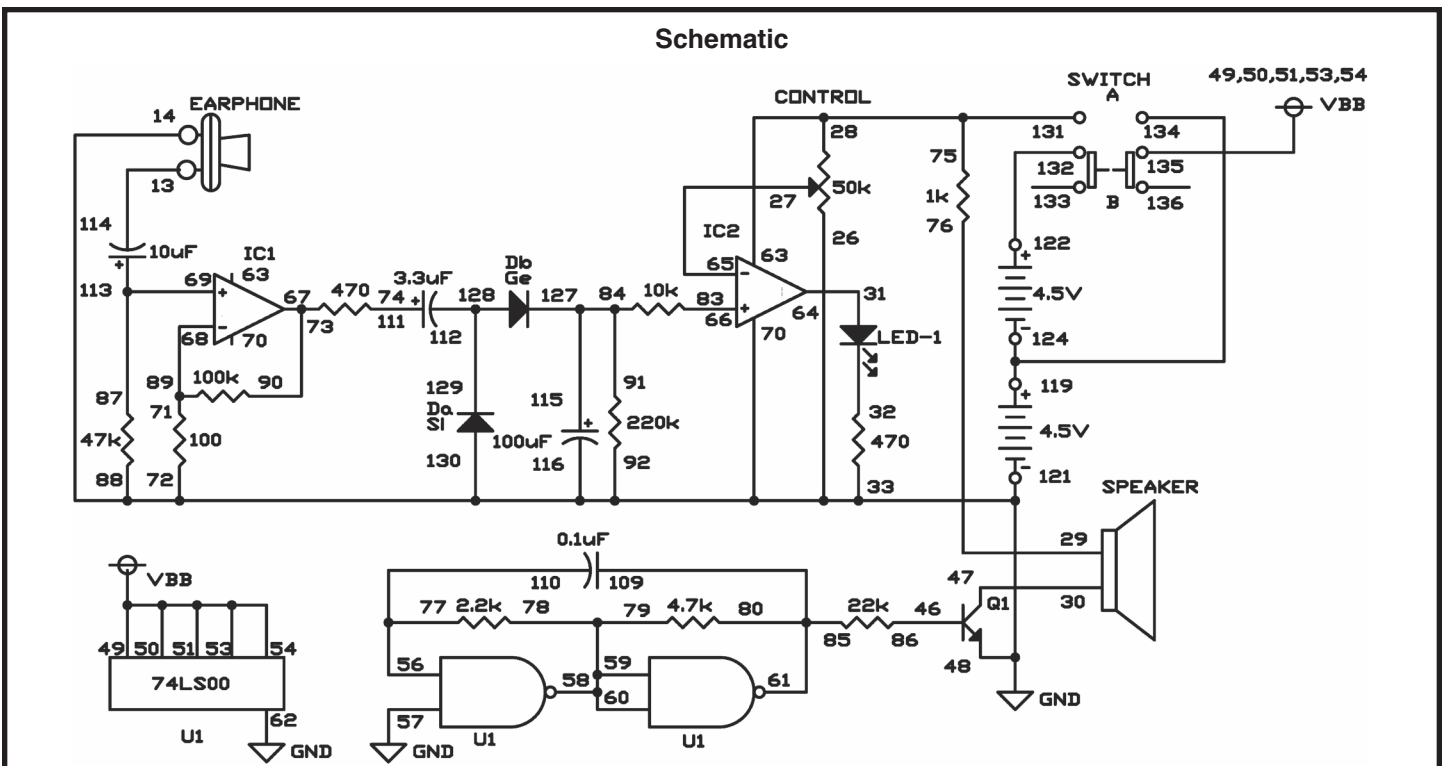 Schematic
49,50,51,53,54
SWITCH
A
VBB
EARPHONE
CONTROL
14
13
131
134
28
132
135
75
133
B
136
27
50k
1k
26
76
114
10uF
IC1
63
IC2
122
+
4.5V
-
124
Db
Ge
3.3uF
113
69
+
67
470
74
+
128
127
84
10k
83
65
-
63
31
-
68
73
111
112
66
+
64
70
70
LED-1
119
+
4.5V
-
121
89
100k
90
87
71
129
115
91
32
47k
100
Da
SI
+
100uF
220k
470
88
72
130
116
92
33
SPEAKER
0.1uF
29
VBB
110
109
47
77
2.2k
78
79
4.7k
80
22k
46
Q1
30
85
86
49
50
51
53
54
56
59
48
74LS00
58
61
60
GND
62
57
U1
GND
GND
U1
U1